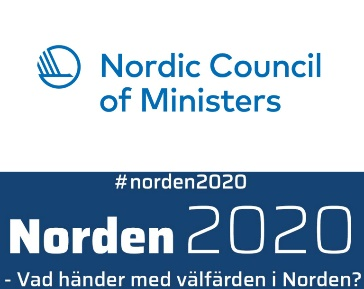 Nordic Council
of Ministers
#norden2020
Norden 2020
- Vad händer med välfärden i Norden?